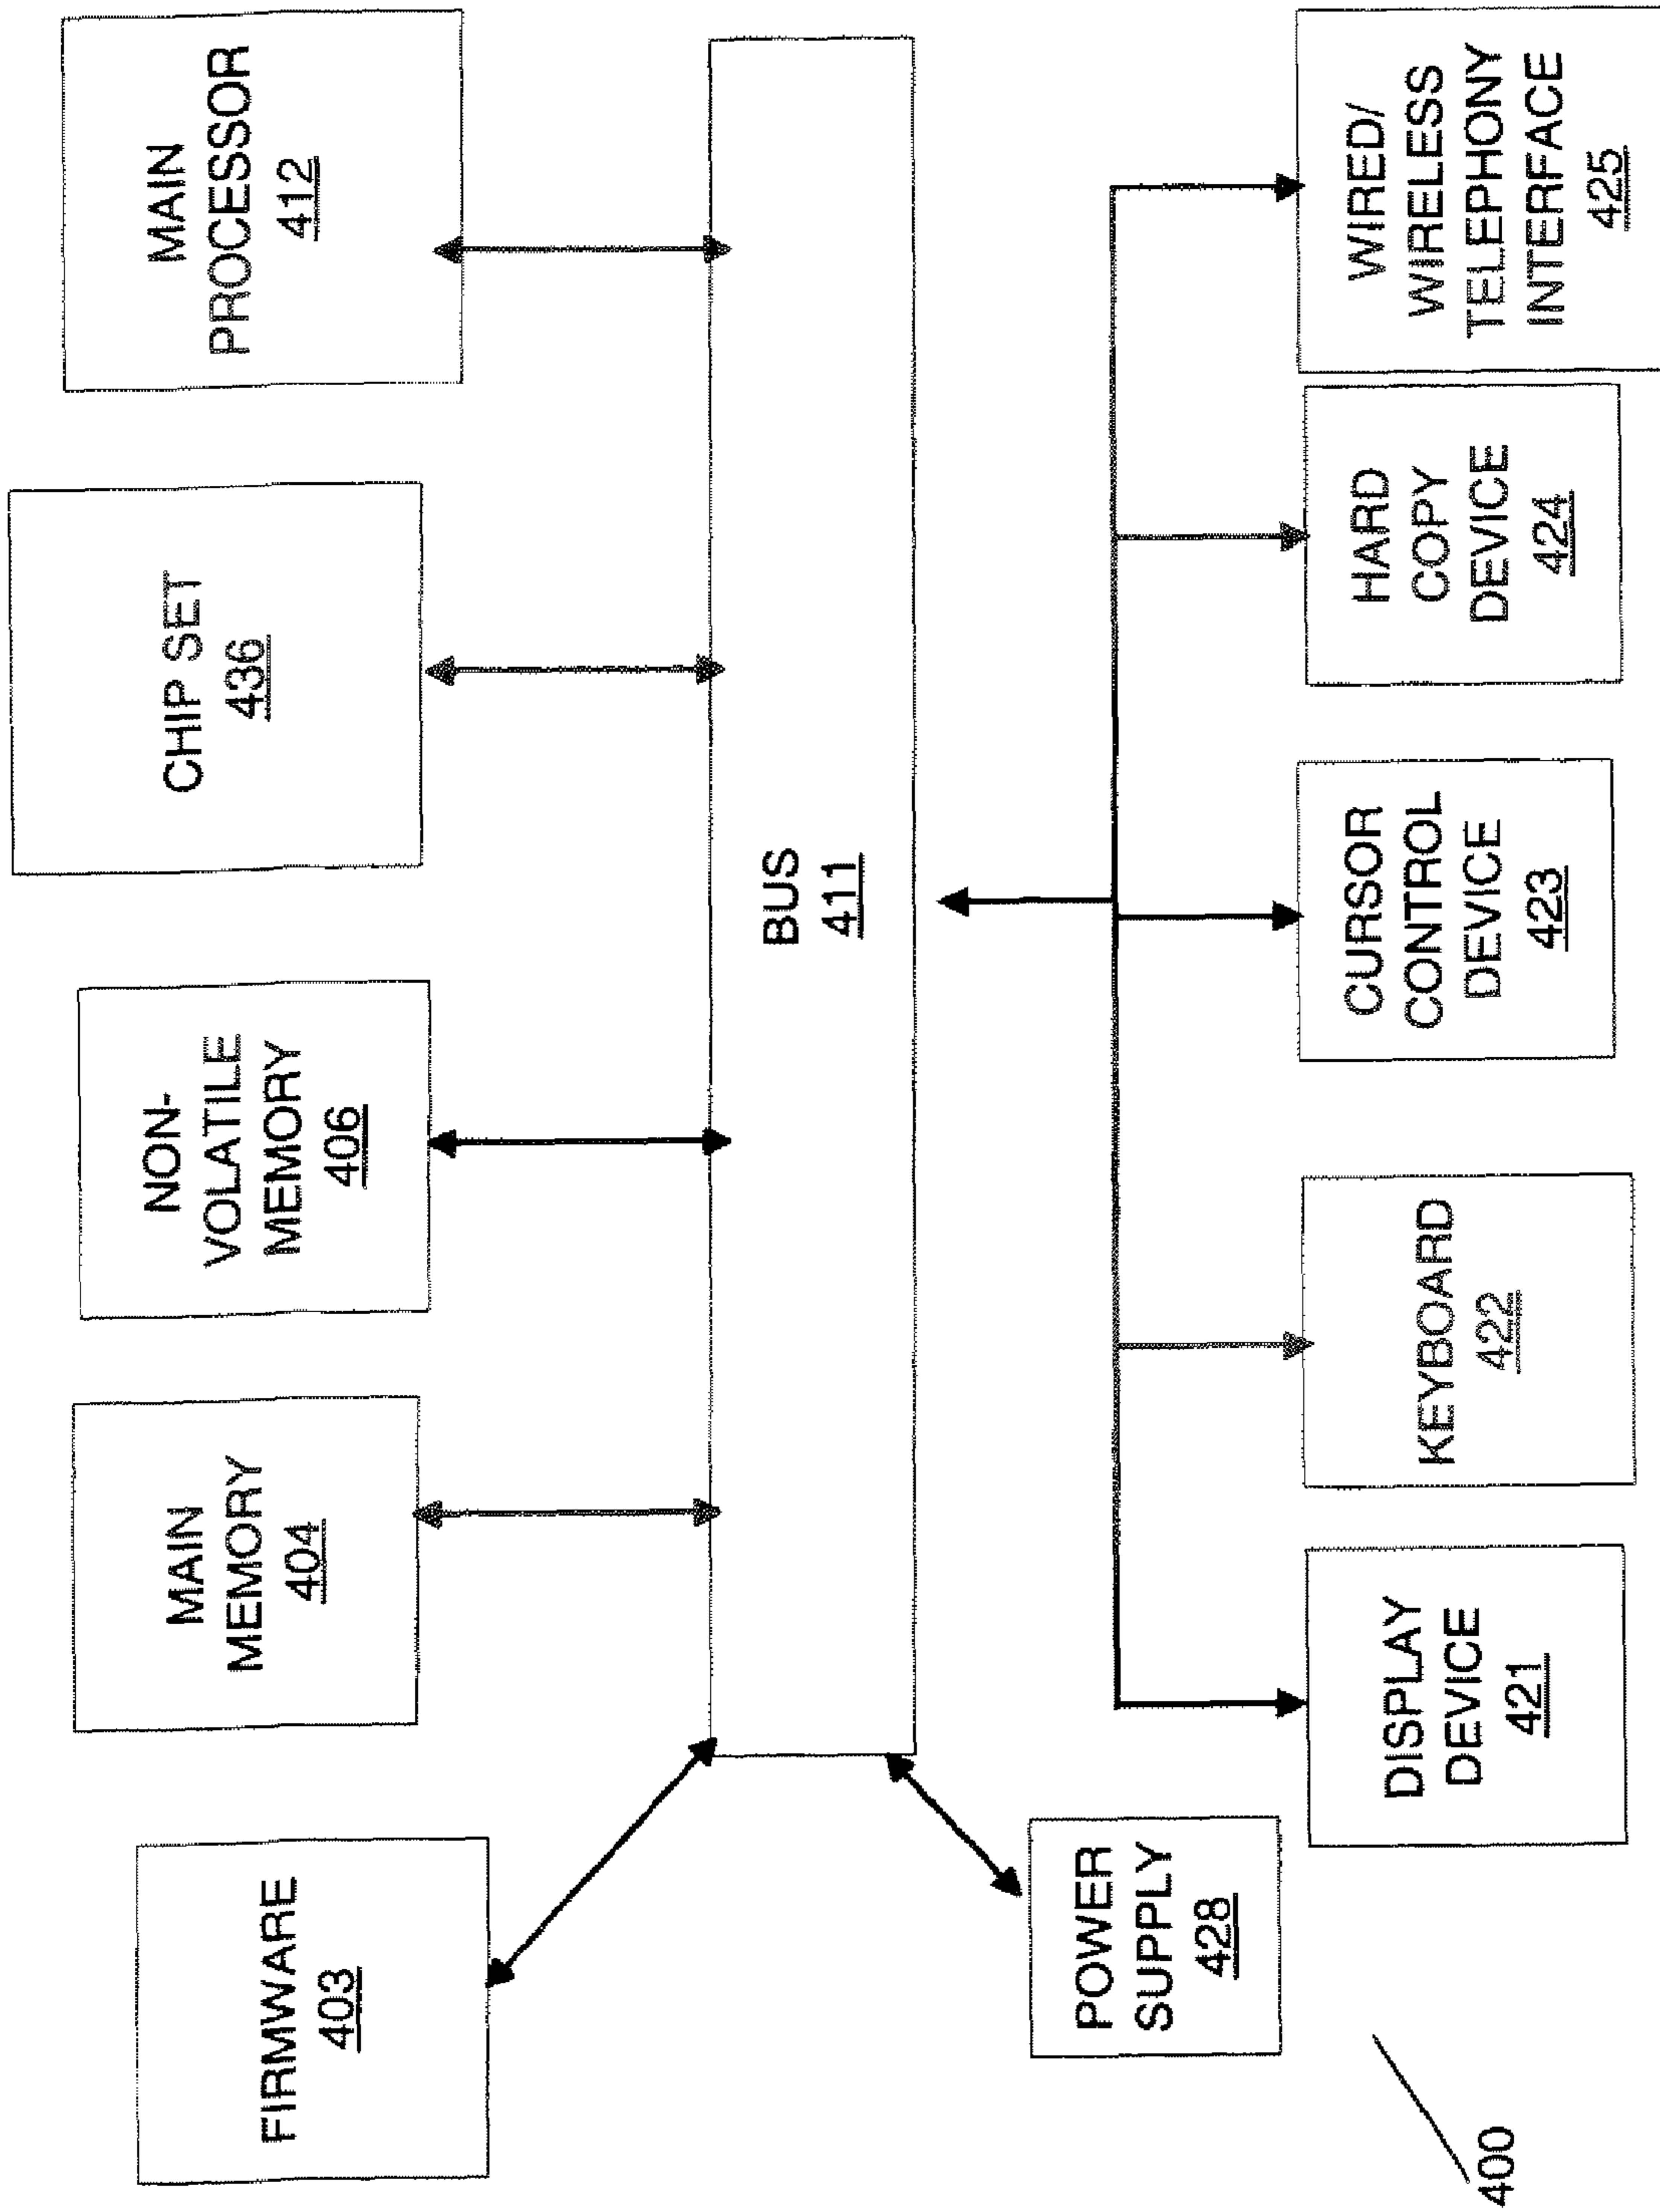 FIRMWARE
403
MAIN
MEMORY
404
NON-
VOLATILE
MEMORY
406
CHIP SET
436
MAIN
PROCESSOR
412
BUS
411
POWER
SUPPLY
428
DISPLAY
DEVICE
421
KEYBOARD
422
CURSOR
CONTROL
DEVICE
423
HARD
COPY
DEVICE
424
WIRED/
WIRELESS
TELEPHONY
INTERFACE
425
400